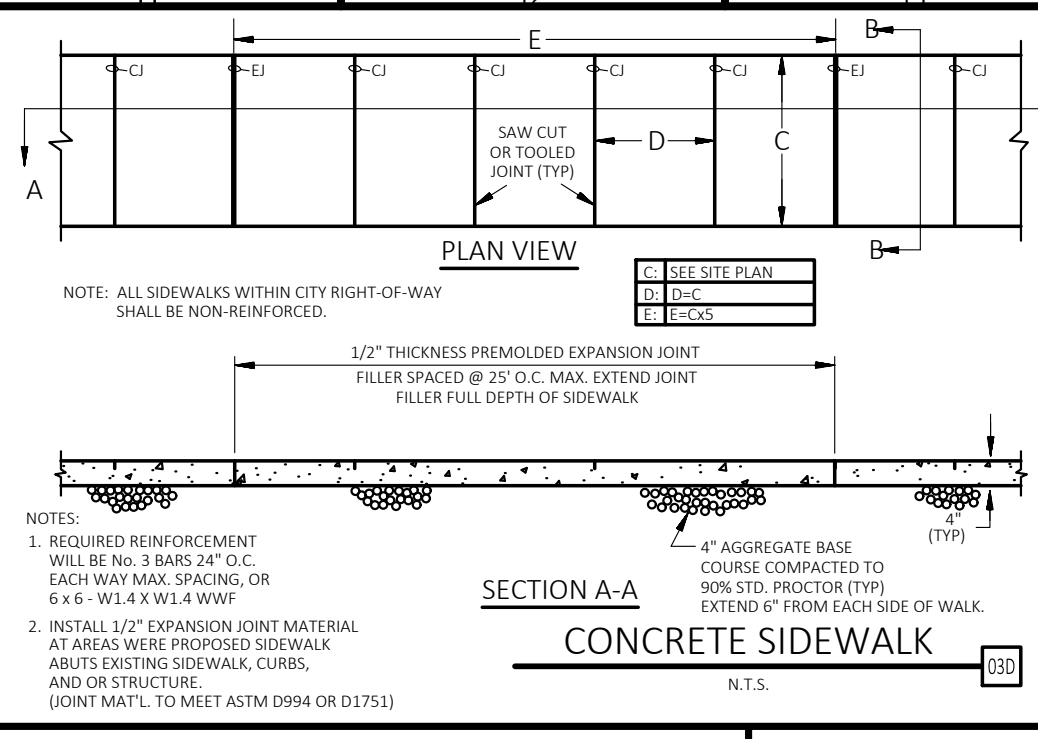 B
E
CJ
EJ
CJ
CJ
CJ
CJ
EJ
CJ
SAW CUT
OR TOOLED
JOINT (TYP)
D
C
A
B
PLAN VIEW
NOTE: ALL SIDEWALKS WITHIN CITY RIGHT-OF-WAY
SHALL BE NON-REINFORCED.
C: SEE SITE PLAN
D: D=C
E: E=Cx5
1/2" THICKNESS PREMOLDED EXPANSION JOINT
FILLER SPACED @ 25' O.C. MAX. EXTEND JOINT
FILLER FULL DEPTH OF SIDEWALK
4"
(TYP)
NOTES:
1. REQUIRED REINFORCEMENT
WILL BE No. 3 BARS 24" O.C.
EACH WAY MAX. SPACING, OR
6 x 6 - W1.4 X W1.4 WWF
2. INSTALL 1/2" EXPANSION JOINT MATERIAL
AT AREAS WERE PROPOSED SIDEWALK
ABUTS EXISTING SIDEWALK, CURBS,
AND OR STRUCTURE.
(JOINT MAT'L. TO MEET ASTM D994 OR D1751)
4" AGGREGATE BASE
COURSE COMPACTED TO
90% STD. PROCTOR (TYP)
EXTEND 6" FROM EACH SIDE OF WALK.
SECTION A-A
CONCRETE SIDEWALK
03D
N.T.S.